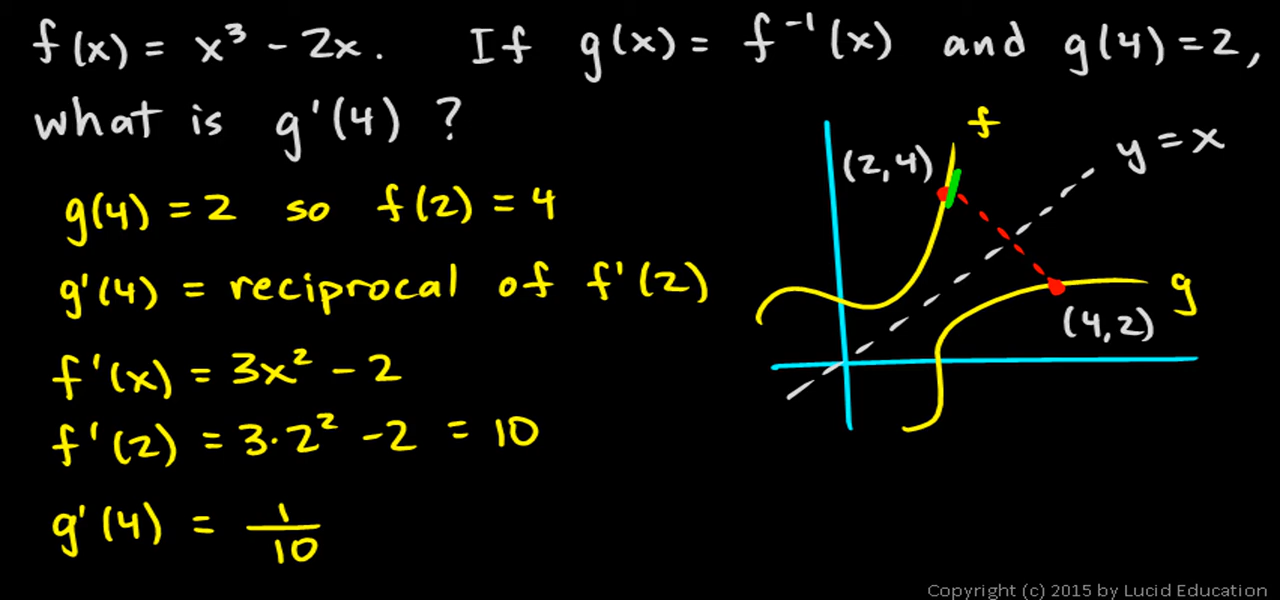 f(x) = x³ - 2x. If g(x) = f⁻¹(x) and g(4) = 2,
what is g'(4) ?
g(4) = 2 so f(2) = 4
g'(4) = reciprocal of f'(2)
f'(x) = 3x² - 2
f'(2) = 3·2² - 2 = 10
g'(4) = 1/10
f
(2,4)
y = x
g
(4,2)
Copyright (c) 2015 by Lucid Education